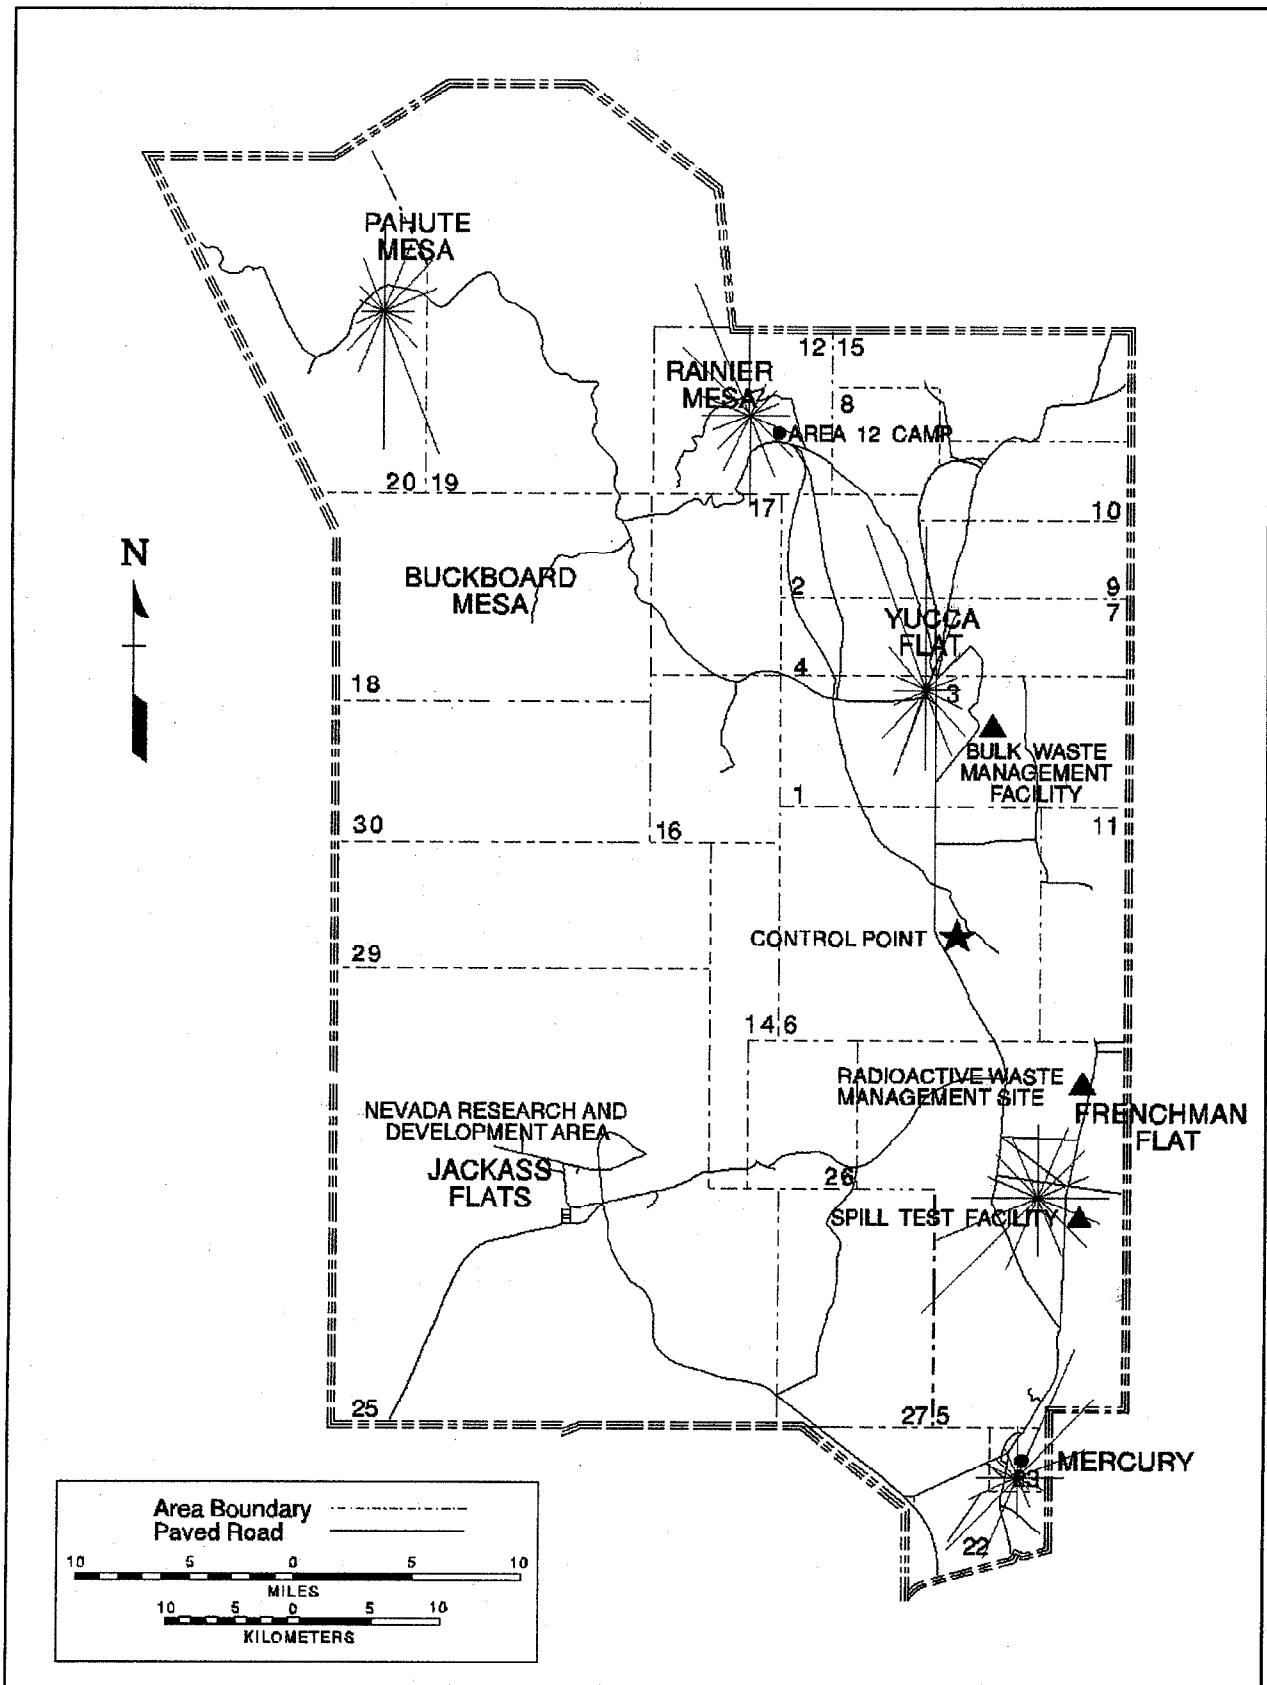 PAHUTE
MESA
12 15
RAINIER
MESA
8
AREA 12 CAMP
20 19
17
10
N
BUCKBOARD
MESA
2
9
7
YUCCA
FLAT
4
18
3
BULK WASTE
MANAGEMENT
FACILITY
1
30
16
11
CONTROL POINT
29
14 6
RADIOACTIVE WASTE
MANAGEMENT SITE
NEVADA RESEARCH AND
DEVELOPMENT AREA
FRENCHMAN
FLAT
JACKASS
FLATS
26
SPILL TEST FACILITY
25
27 5
MERCURY
23
22
Area Boundary
Paved Road
10 5 0 5 10
MILES
10 5 0 5 10
KILOMETERS